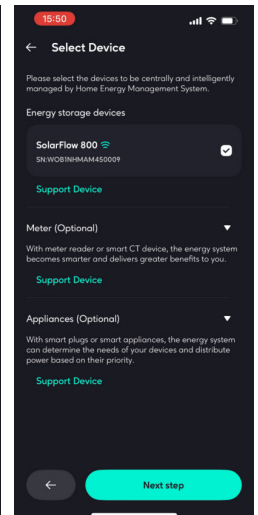 15:50
Select Device
Please select the devices to be centrally and intelligently
managed by Home Energy Management System.
Energy storage devices
SolarFlow 800
SN:WOB1NHMAM450009
Support Device
Meter (Optional)
With meter reader or smart CT device, the energy system
becomes smarter and delivers greater benefits to you.
Support Device
Appliances (Optional)
With smart plugs or smart appliances, the energy system
can determine the needs of your devices and distribute
power based on their priority.
Support Device
Next step